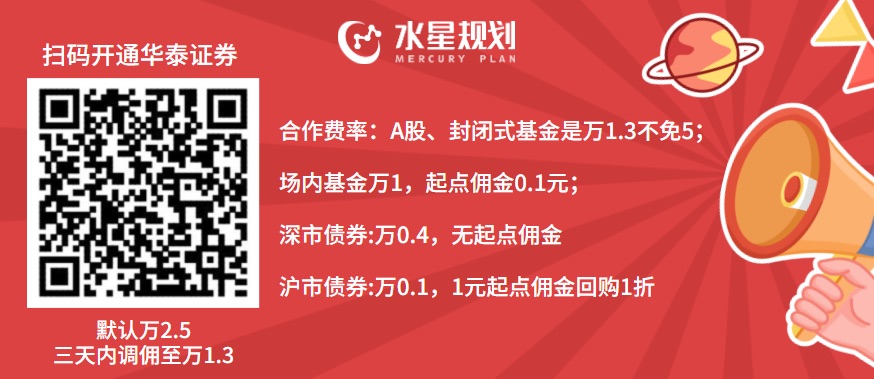 水星规划
MERCURY PLAN
扫码开通华泰证券
合作费率：A股、封闭式基金是万1.3不免5；
场内基金万1，起点佣金0.1元；
深市债券:万0.4，无起点佣金
沪市债券:万0.1，1元起点佣金回购1折
默认万2.5
三天内调佣至万1.3